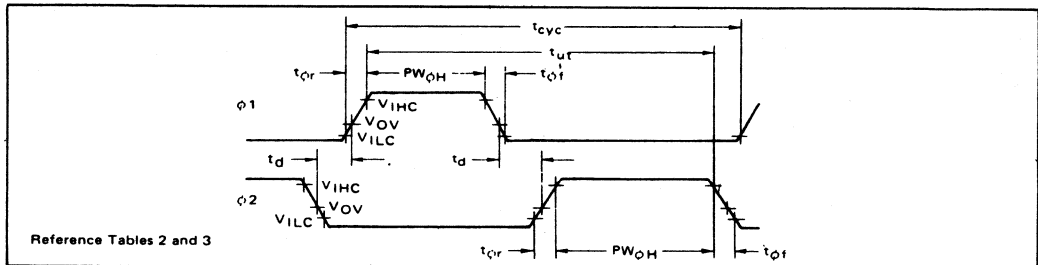 tcyc
tut
tφr PWφH tφf
φ1
VIHC
VOV
VILC
td td
φ2
VIHC
VOV
VILC
Reference Tables 2 and 3
tφr PWφH tφf